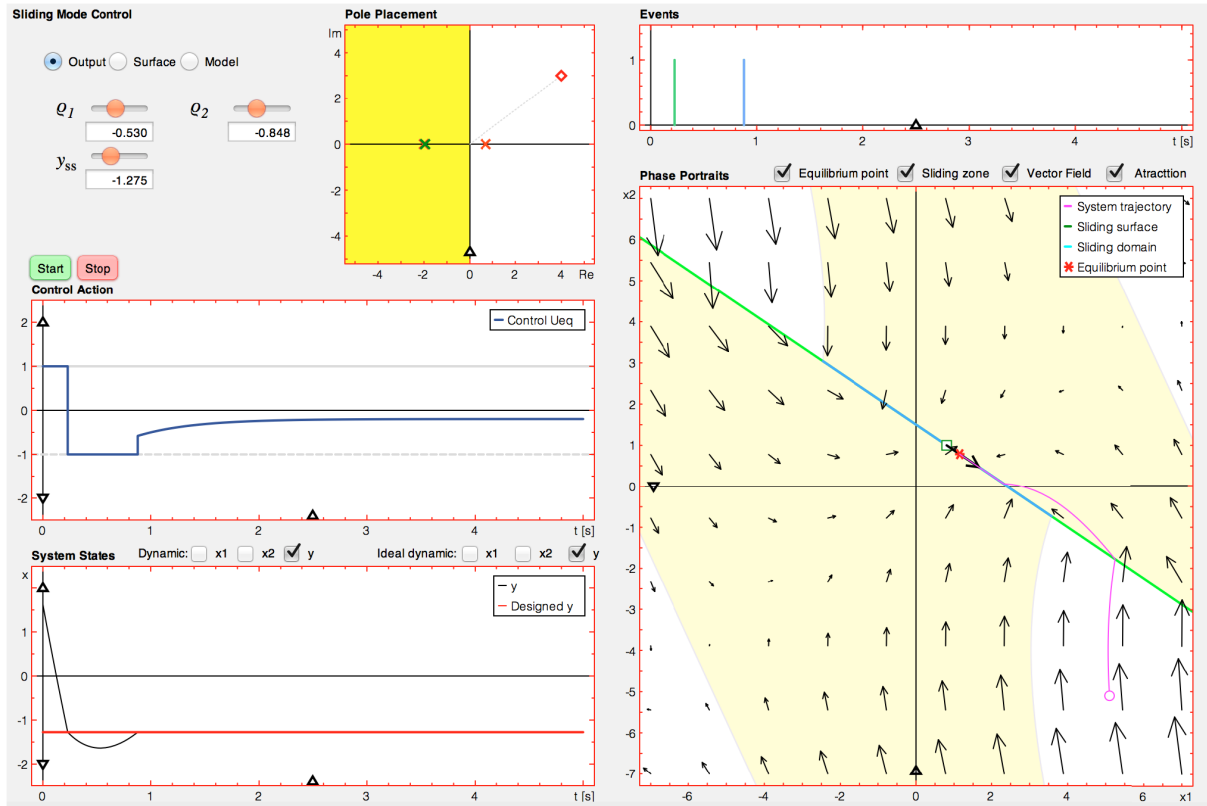 Sliding Mode Control
Output Surface Model
ϱ1 ϱ2
-0.530 -0.848
yss
-1.275
Start Stop
Pole Placement
Im
4
2
0
-2
-4
-4 -2 0 2 4 Re
Events
1
0
0 1 2 3 4 t [s]
Control Action
2
1
0
-1
-2
Control Ueq
0 1 2 3 4 t [s]
System States Dynamic: x1 x2 y Ideal dynamic: x1 x2 y
x
2
1
0
-1
-2
y
Designed y
0 1 2 3 4 t [s]
Phase Portraits Equilibrium point Sliding zone Vector Field Atracttion
x2
6
5
4
3
2
1
0
-1
-2
-3
-4
-5
-6
-7
System trajectory
Sliding surface
Sliding domain
Equilibrium point
-6 -4 -2 0 2 4 6 x1